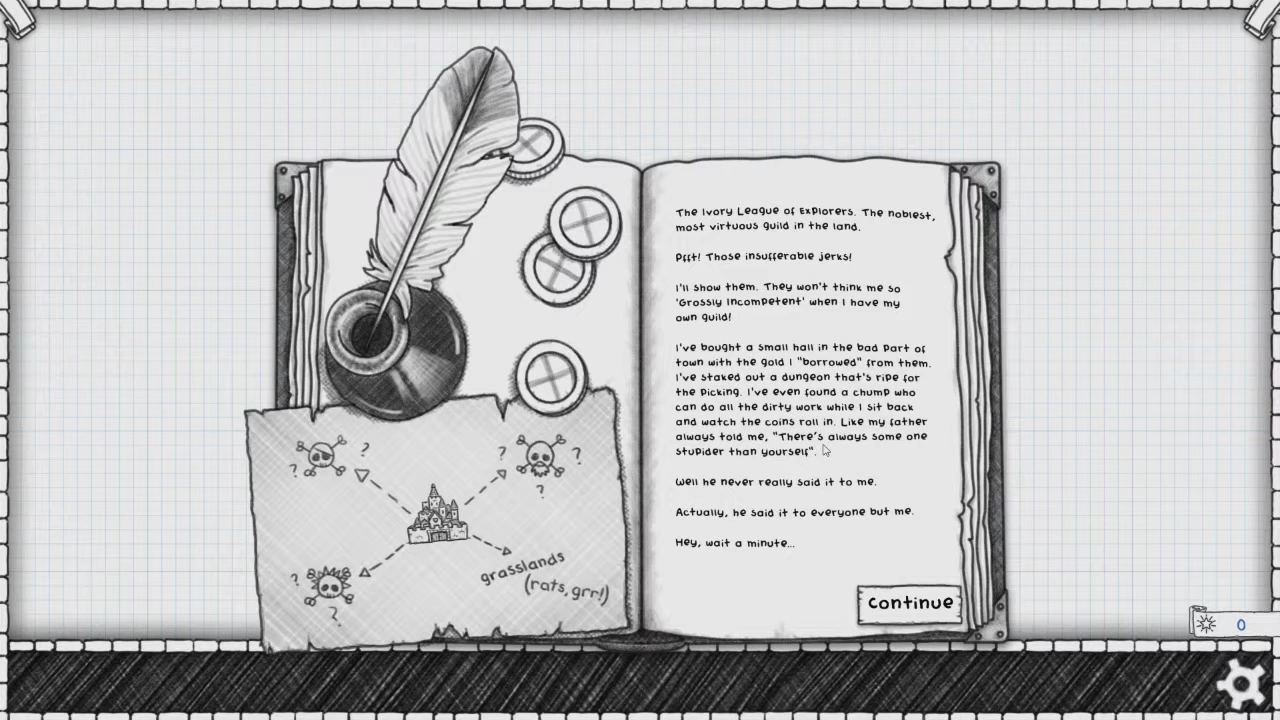 The Ivory League of Explorers. The noblest,
most virtuous guild in the land.
Pfft! Those insufferable jerks!
I'll show them. They won't think me so
'Grossly Incompetent' when I have my
own guild!
I've bought a small hall in the bad part of
town with the gold I "borrowed" from them.
I've staked out a dungeon that's ripe for
the picking. I've even found a chump who
can do all the dirty work while I sit back
and watch the coins roll in. Like my father
always told me, "There's always some one
stupider than yourself".
Well he never really said it to me.
Actually, he said it to everyone but me.
Hey, wait a minute...
? ?
? ?
?
grasslands
(rats, grr!)
?
?
continue
0